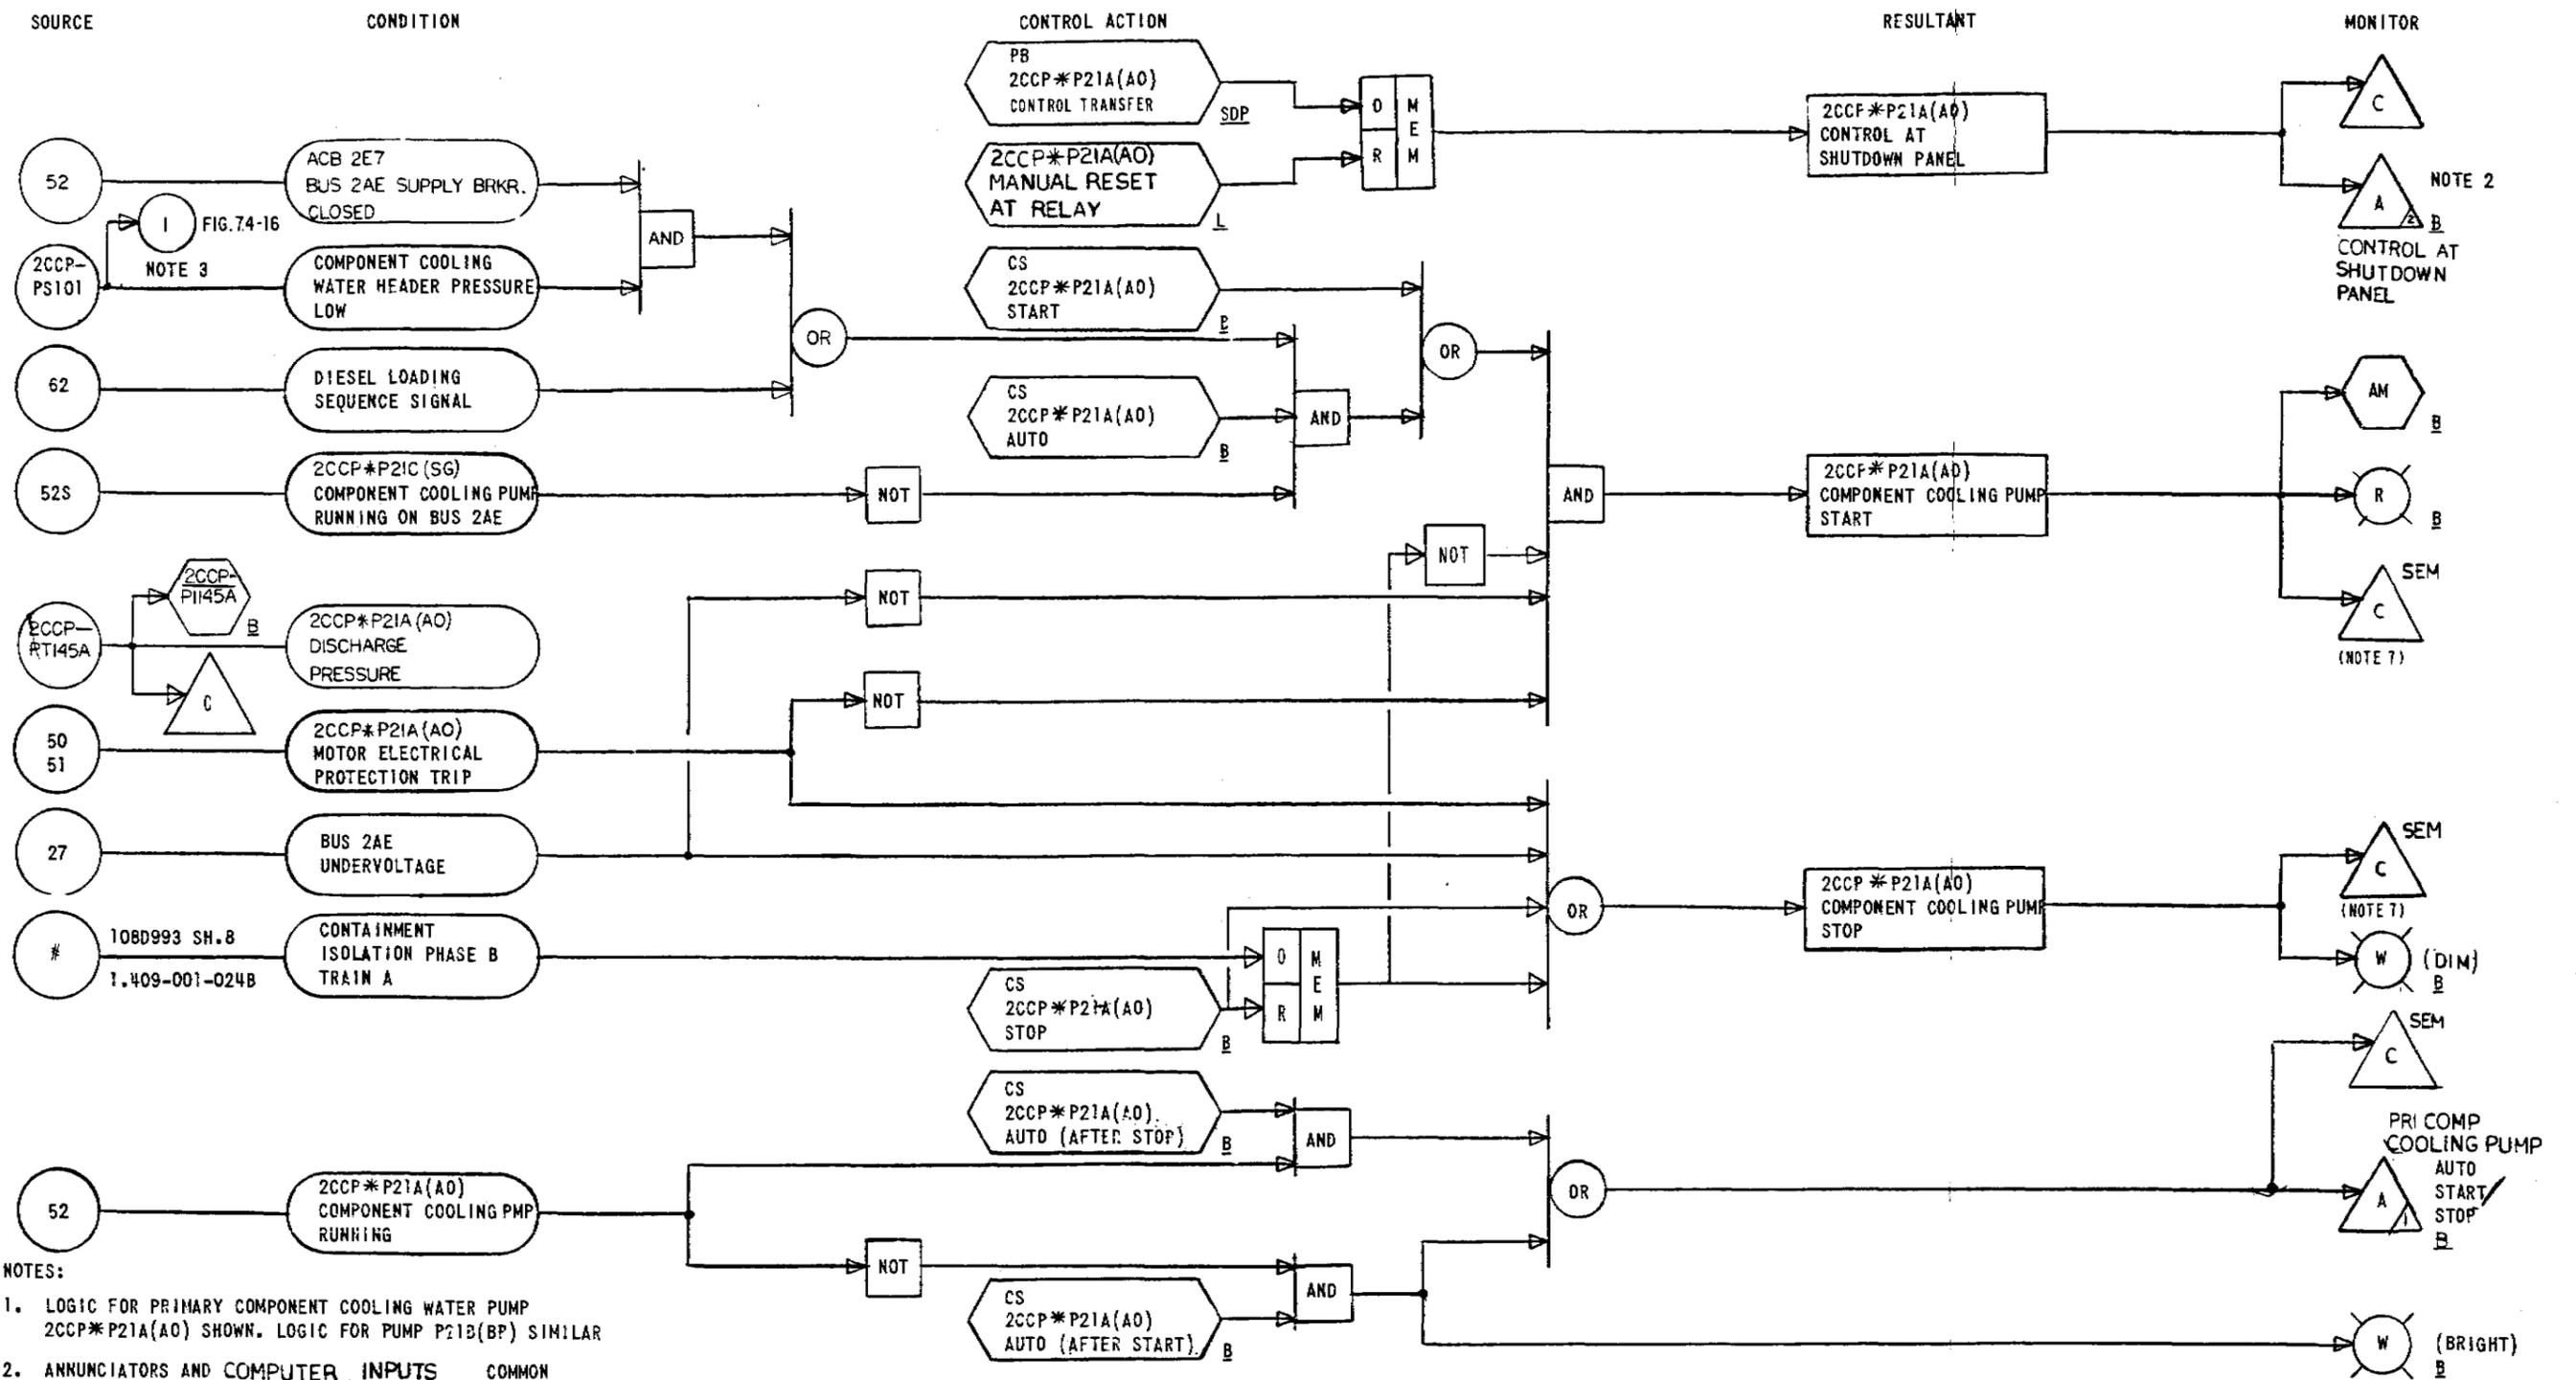 SOURCE
CONDITION
CONTROL ACTION
RESULTANT
MONITOR
PB
2CCP*P21A(AO)
CONTROL TRANSFER
SDP
O
R
M
E
M
2CCP*P21A(AO)
CONTROL AT
SHUTDOWN PANEL
C
A
2
NOTE 2
B
CONTROL AT
SHUTDOWN
PANEL
2CCP*P21A(AO)
MANUAL RESET
AT RELAY
L
52
ACB 2E7
BUS 2AE SUPPLY BRKR.
CLOSED
I
FIG.7.4-16
NOTE 3
2CCP-
PS101
COMPONENT COOLING
WATER HEADER PRESSURE
LOW
AND
OR
62
DIESEL LOADING
SEQUENCE SIGNAL
CS
2CCP*P21A(AO)
START
B
CS
2CCP*P21A(AO)
AUTO
B
AND
OR
52S
2CCP*P21C(SG)
COMPONENT COOLING PUMP
RUNNING ON BUS 2AE
NOT
AND
2CCP*P21A(AO)
COMPONENT COOLING PUMP
START
AM
B
R
B
SEM
C
(NOTE 7)
NOT
NOT
2CCP-
PT145A
2CCP-
PI145A
B
C
2CCP*P21A(AO)
DISCHARGE
PRESSURE
NOT
50
51
2CCP*P21A(AO)
MOTOR ELECTRICAL
PROTECTION TRIP
27
BUS 2AE
UNDERVOLTAGE
#
108D993 SH.8
1.409-001-024B
CONTAINMENT
ISOLATION PHASE B
TRAIN A
CS
2CCP*P21A(AO)
STOP
B
O
R
M
E
M
OR
2CCP*P21A(AO)
COMPONENT COOLING PUMP
STOP
SEM
C
(NOTE 7)
W
(DIM)
B
SEM
C
CS
2CCP*P21A(AO)
AUTO (AFTER STOP)
B
AND
OR
PRI COMP
COOLING PUMP
AUTO
START/
STOP
B
A
1
52
2CCP*P21A(AO)
COMPONENT COOLING PMP
RUNNING
NOT
CS
2CCP*P21A(AO)
AUTO (AFTER START)
B
AND
W
(BRIGHT)
B
NOTES:
1. LOGIC FOR PRIMARY COMPONENT COOLING WATER PUMP
2CCP*P21A(AO) SHOWN. LOGIC FOR PUMP P21B(BP) SIMILAR
2. ANNUNCIATORS AND COMPUTER INPUTS COMMON